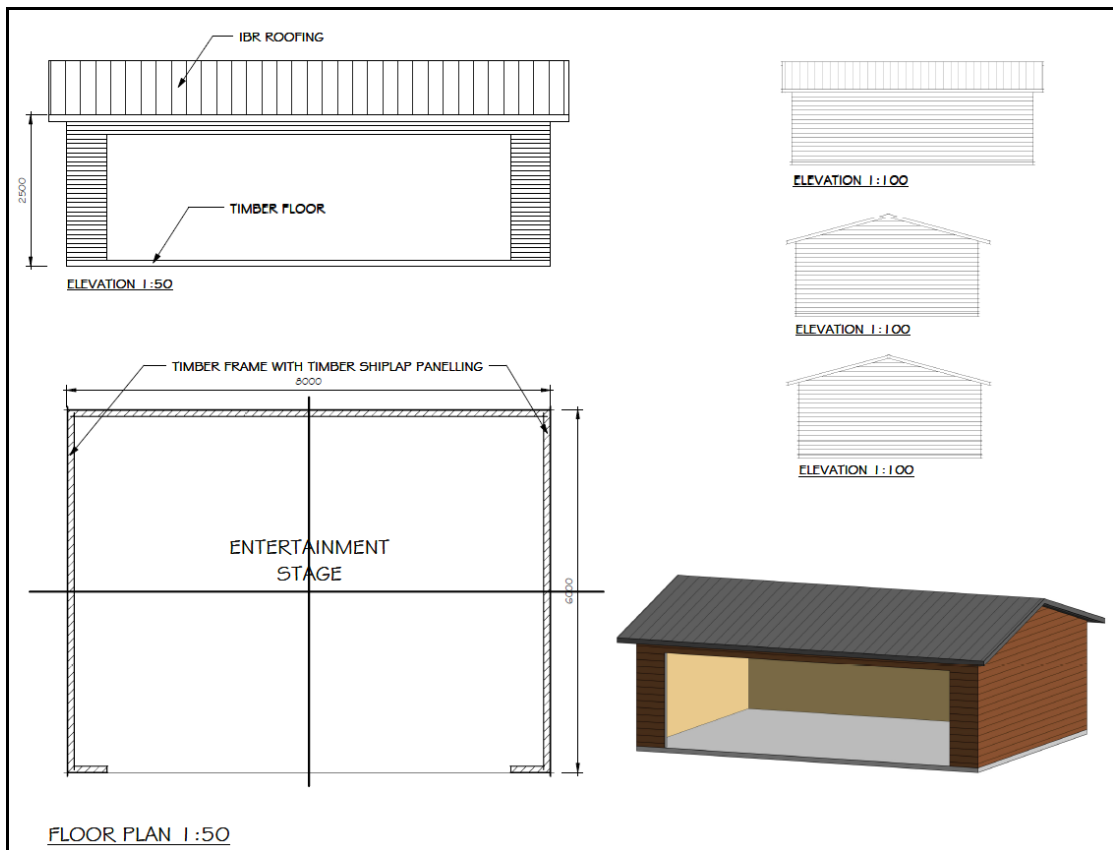 IBR ROOFING
2500
TIMBER FLOOR
ELEVATION 1:50
ELEVATION 1:100
ELEVATION 1:100
ELEVATION 1:100
TIMBER FRAME WITH TIMBER SHIPLAP PANELLING
8000
ENTERTAINMENT
STAGE
6000
FLOOR PLAN 1:50